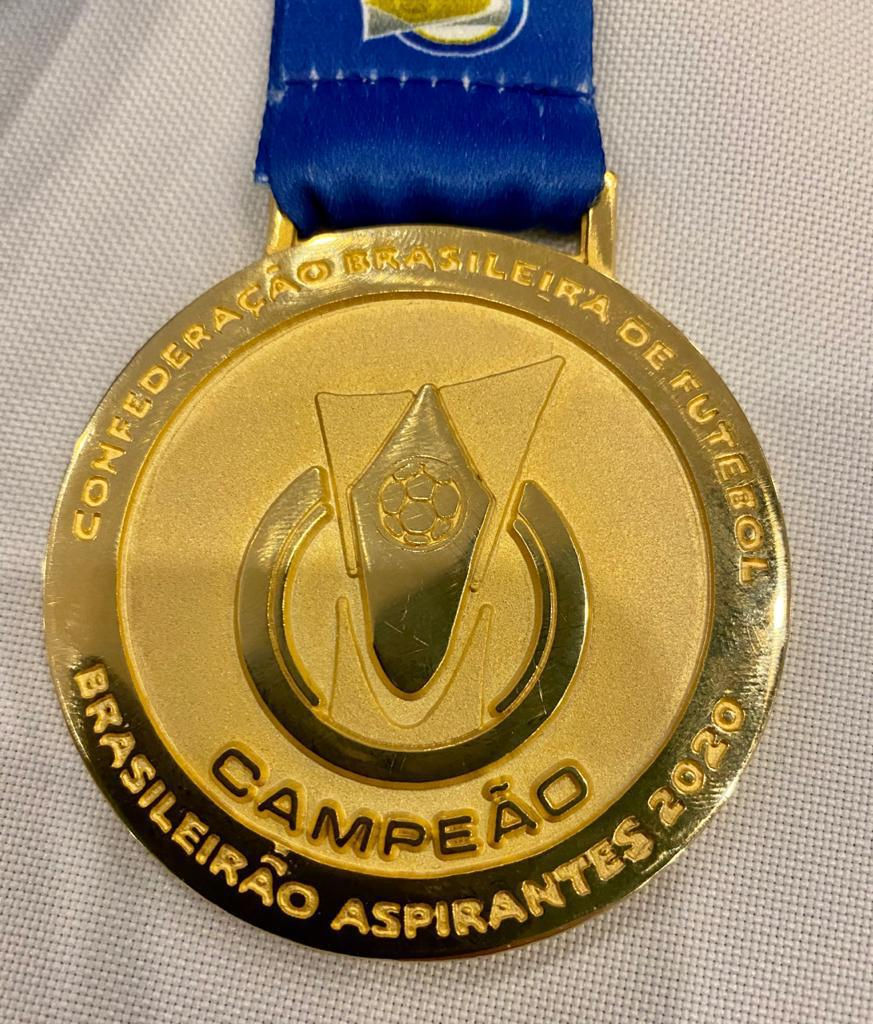 CONFEDERAÇÃO BRASILEIRA DE FUTEBOL
CAMPEÃO
BRASILEIRÃO ASPIRANTES 2020